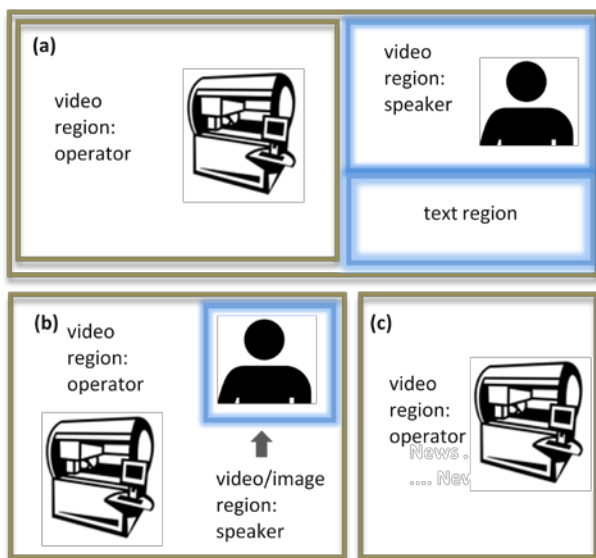 (a)
video
region:
operator
video
region:
speaker
text region
(b)
video
region:
operator
video/image
region:
speaker
(c)
video
region:
operator
News ..
.... New